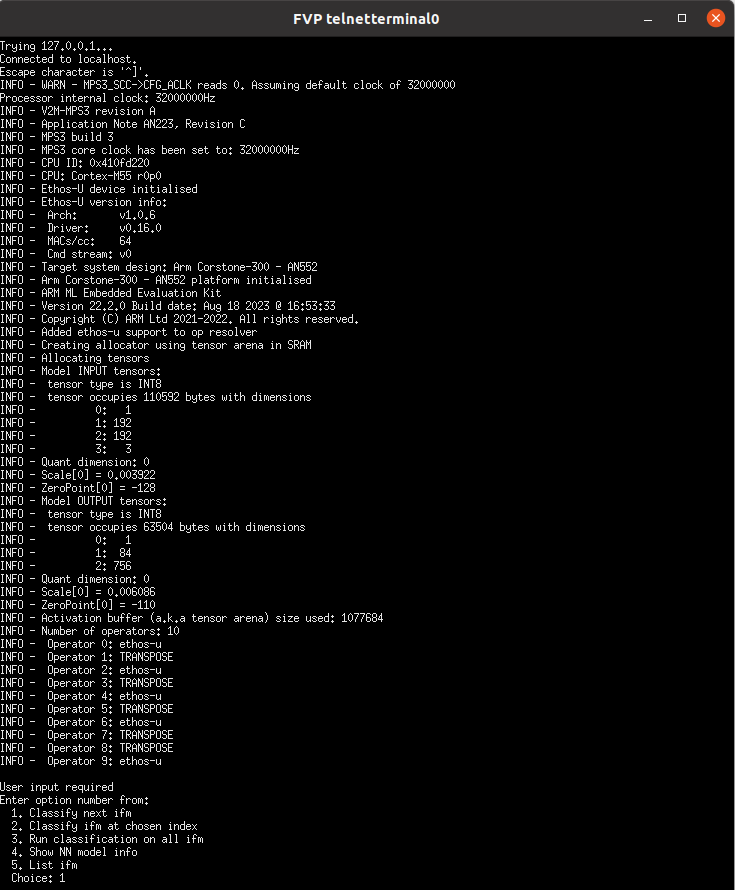 FVP telnetterminal0
Trying 127.0.0.1...
Connected to localhost.
Escape character is '^]'.
INFO - WARN - MPS3_SCC->CFG_ACLK reads 0. Assuming default clock of 32000000
Processor internal clock: 32000000Hz
INFO - V2M-MPS3 revision A
INFO - Application Note AN223, Revision C
INFO - MPS3 build 3
INFO - MPS3 core clock has been set to: 32000000Hz
INFO - CPU ID: 0x410fd220
INFO - CPU: Cortex-M55 r0p0
INFO - Ethos-U device initialised
INFO - Ethos-U version info:
INFO -  Arch:       v1.0.6
INFO -  Driver:     v0.16.0
INFO -  MACs/cc:    64
INFO -  Cmd stream: v0
INFO - Target system design: Arm Corstone-300 - AN552
INFO - Arm Corstone-300 - AN552 platform initialised
INFO - ARM ML Embedded Evaluation Kit
INFO - Version 22.2.0 Build date: Aug 18 2023 @ 16:53:33
INFO - Copyright (C) ARM Ltd 2021-2022. All rights reserved.
INFO - Added ethos-u support to op resolver
INFO - Creating allocator using tensor arena in SRAM
INFO - Allocating tensors
INFO - Model INPUT tensors:
INFO -  tensor type is INT8
INFO -  tensor occupies 110592 bytes with dimensions
INFO -          0:   1
INFO -          1: 192
INFO -          2: 192
INFO -          3:   3
INFO - Quant dimension: 0
INFO - Scale[0] = 0.003922
INFO - ZeroPoint[0] = -128
INFO - Model OUTPUT tensors:
INFO -  tensor type is INT8
INFO -  tensor occupies 63504 bytes with dimensions
INFO -          0:   1
INFO -          1:  84
INFO -          2: 756
INFO - Quant dimension: 0
INFO - Scale[0] = 0.006086
INFO - ZeroPoint[0] = -110
INFO - Activation buffer (a.k.a tensor arena) size used: 1077684
INFO - Number of operators: 10
INFO -  Operator 0: ethos-u
INFO -  Operator 1: TRANSPOSE
INFO -  Operator 2: ethos-u
INFO -  Operator 3: TRANSPOSE
INFO -  Operator 4: ethos-u
INFO -  Operator 5: TRANSPOSE
INFO -  Operator 6: ethos-u
INFO -  Operator 7: TRANSPOSE
INFO -  Operator 8: TRANSPOSE
INFO -  Operator 9: ethos-u
User input required
Enter option number from:
  1. Classify next ifm
  2. Classify ifm at chosen index
  3. Run classification on all ifm
  4. Show NN model info
  5. List ifm
  Choice: 1